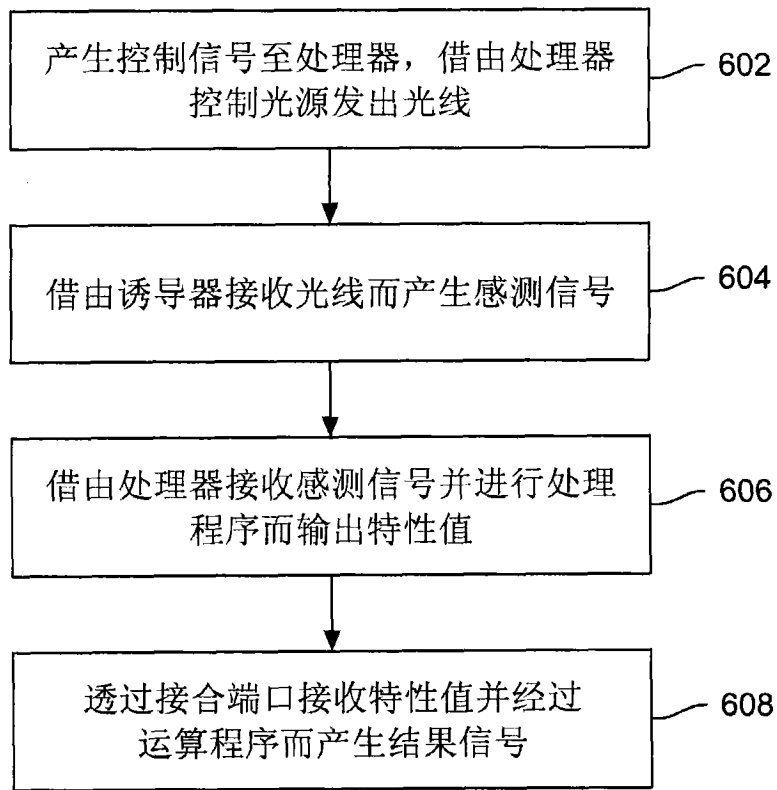 产生控制信号至处理器，借由处理器
控制光源发出光线
602
借由诱导器接收光线而产生感测信号
604
借由处理器接收感测信号并进行处理
程序而输出特性值
606
透过接合端口接收特性值并经过
运算程序而产生结果信号
608